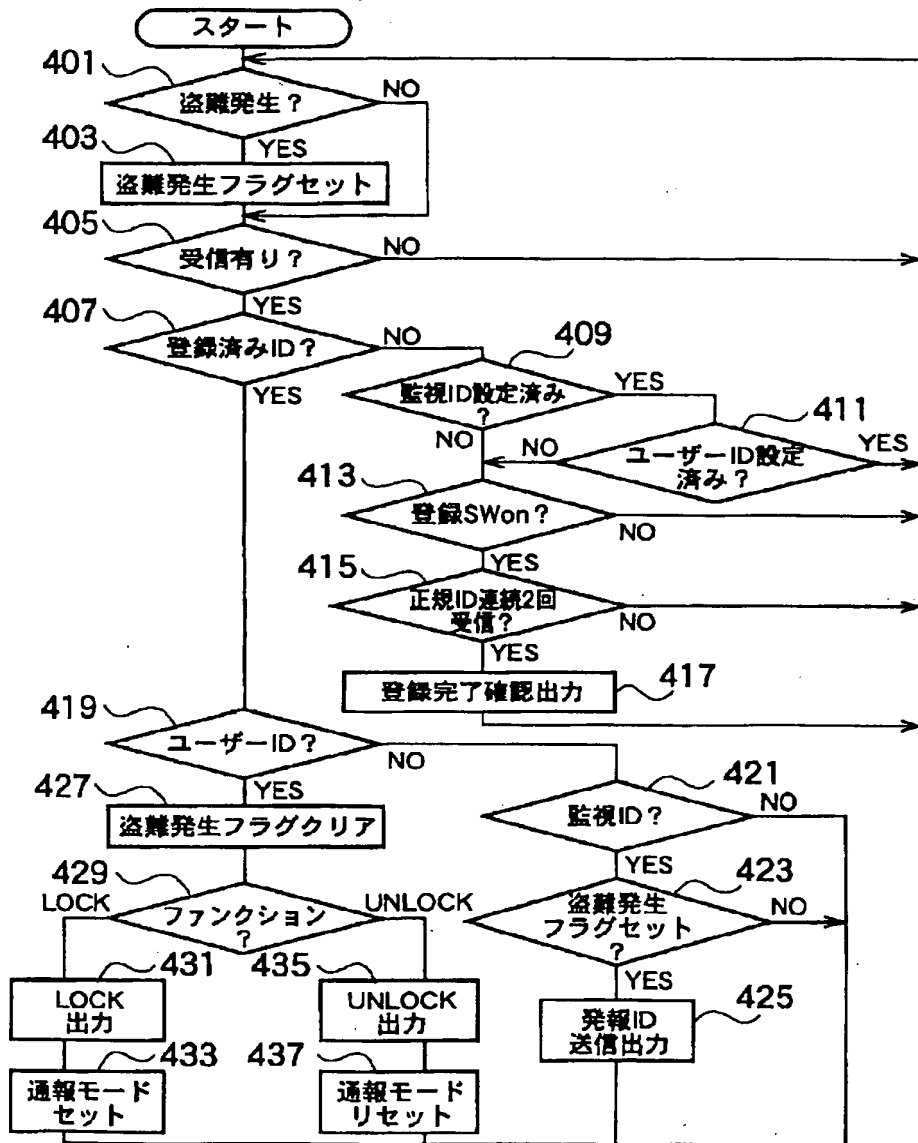 スタート
401
盗難発生？
NO
YES
403
盗難発生フラグセット
405
受信有り？
NO
YES
407
登録済みID？
NO
YES
409
監視ID設定済み
？
YES
NO
411
ユーザーID設定
済み？
NO
YES
413
登録SWon？
NO
YES
415
正規ID連続2回
受信？
NO
YES
登録完了確認出力
417
419
ユーザーID？
NO
YES
421
監視ID？
NO
YES
427
盗難発生フラグクリア
423
盗難発生
フラグセット
？
NO
YES
429
LOCK
ファンクション
？
UNLOCK
431
LOCK
出力
435
UNLOCK
出力
425
発報ID
送信出力
433
通報モード
セット
437
通報モード
リセット